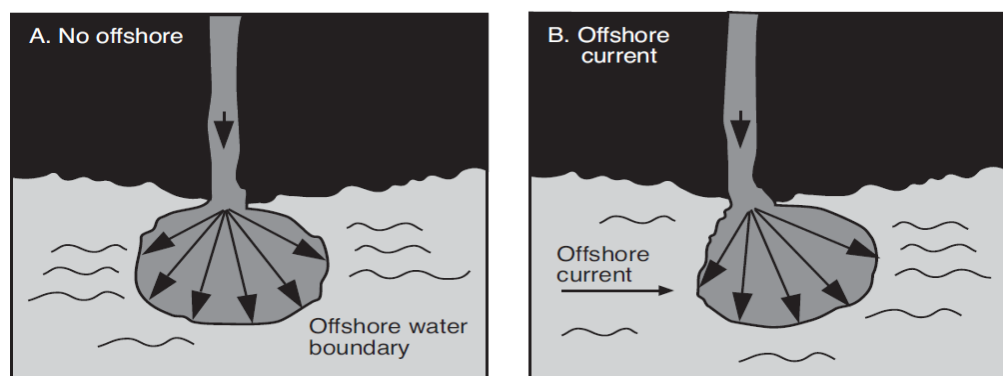 A. No offshore
Offshore water
boundary
B. Offshore
current
Offshore
current